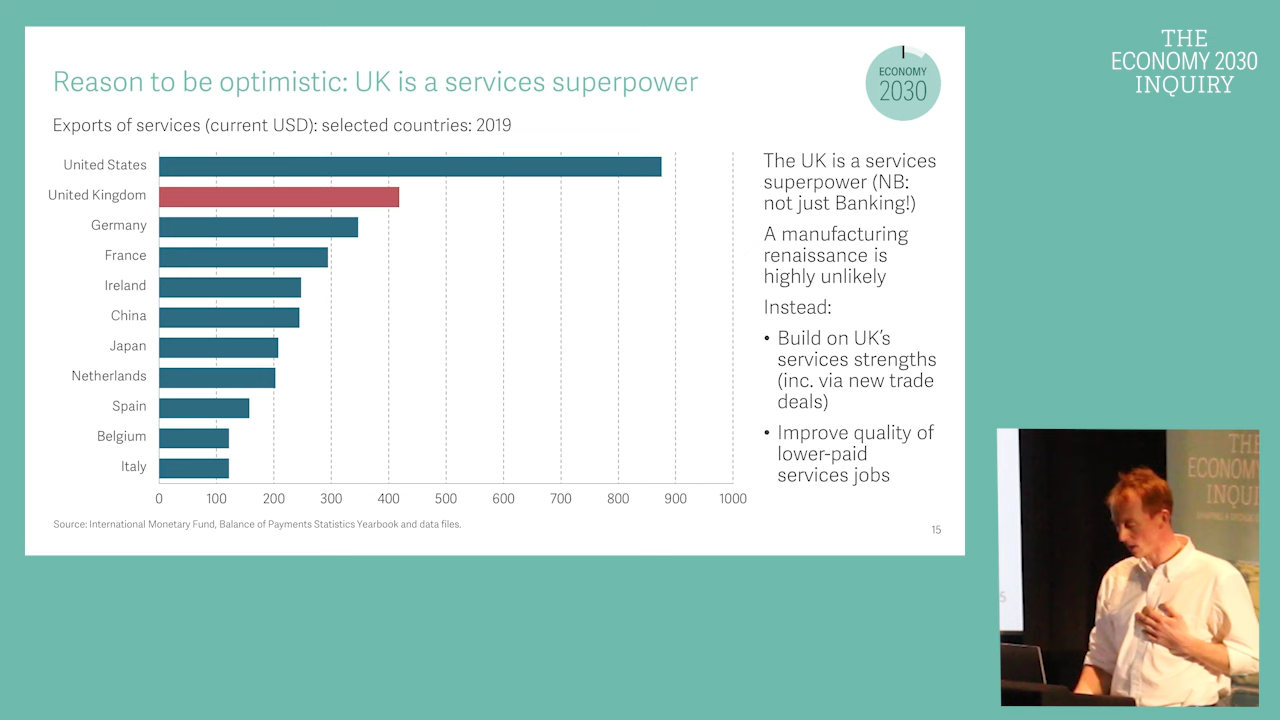 Reason to be optimistic: UK is a services superpower
ECONOMY
2030
THE
ECONOMY 2030
INQUIRY
Exports of services (current USD): selected countries: 2019
United States
United Kingdom
Germany
France
Ireland
China
Japan
Netherlands
Spain
Belgium
Italy
0 100 200 300 400 500 600 700 800 900 1000
The UK is a services
superpower (NB:
not just Banking!)
A manufacturing
renaissance is
highly unlikely
Instead:
• Build on UK's
services strengths
(inc. via new trade
deals)
• Improve quality of
lower-paid
services jobs
Source: International Monetary Fund, Balance of Payments Statistics Yearbook and data files.
15
TH
ECONOMY
INQUI